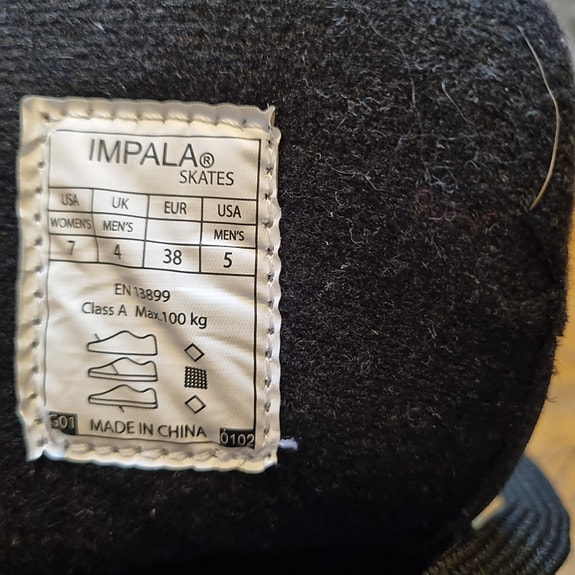 IMPALA®
SKATES
USA UK EUR USA
WOMEN'S MEN'S MEN'S
7 4 38 5
EN 13899
Class A Max.100 kg
MADE IN CHINA
0102